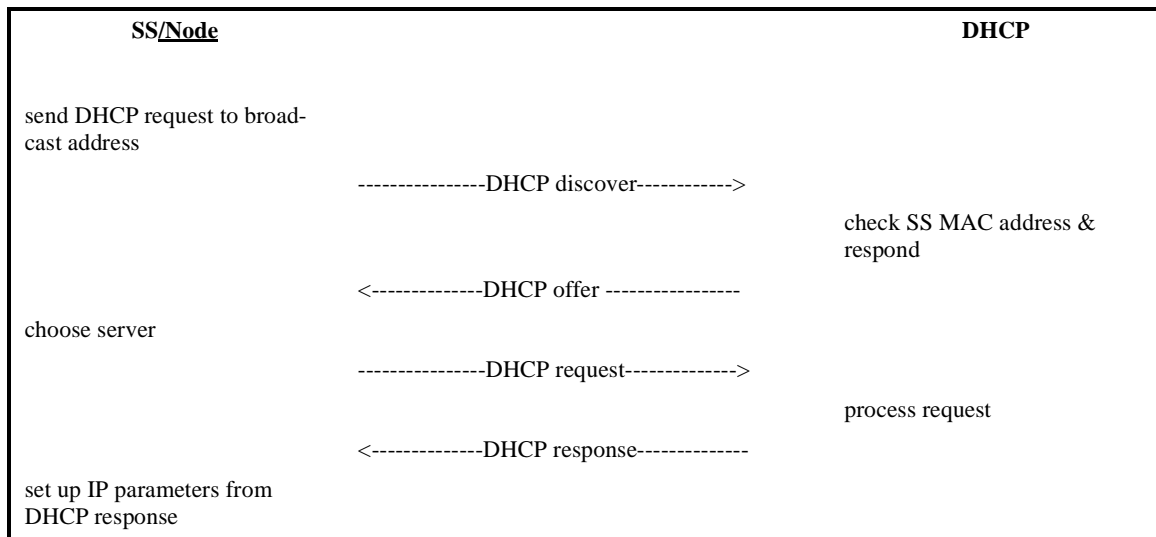 SS/Node DHCP
send DHCP request to broad-
cast address
----------------DHCP discover------------>
check SS MAC address &
respond
<--------------DHCP offer -----------------
choose server
----------------DHCP request-------------->
process request
<--------------DHCP response--------------
set up IP parameters from
DHCP response